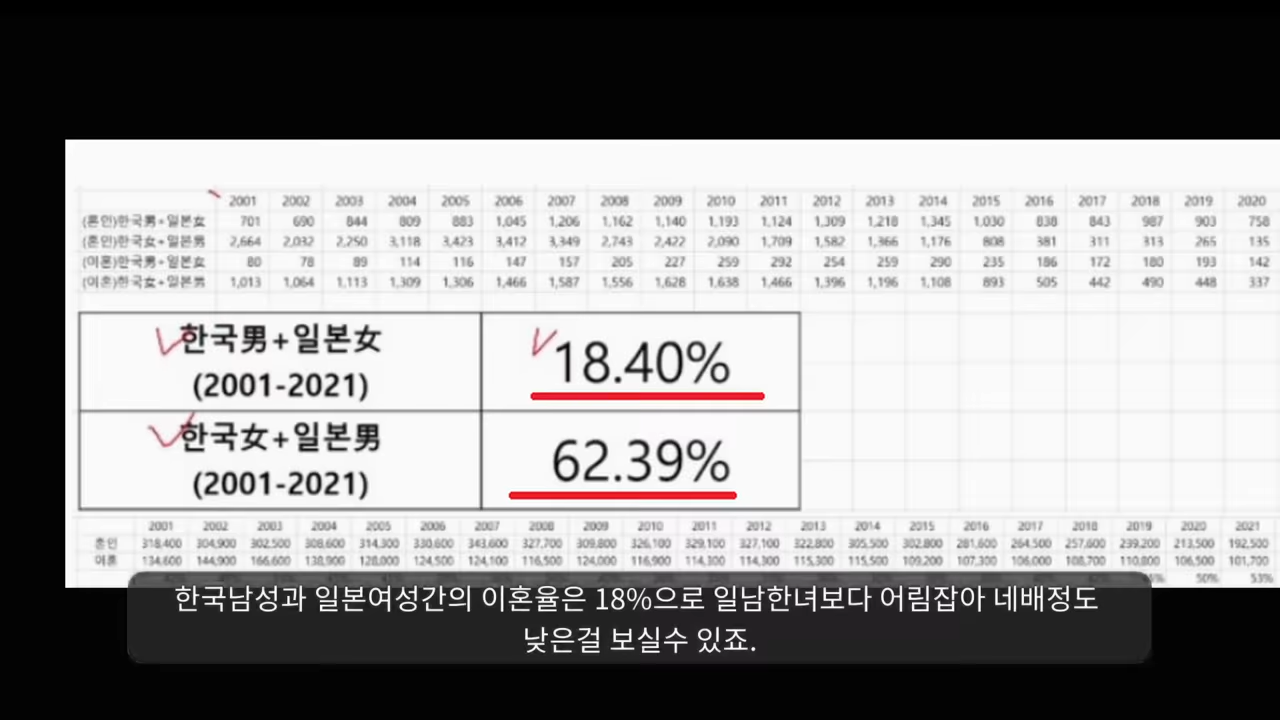 2001 2002 2003 2004 2005 2006 2007 2008 2009 2010 2011 2012 2013 2014 2015 2016 2017 2018 2019 2020
(혼인)한국男+일본女 701 690 844 809 883 1,045 1,206 1,162 1,140 1,193 1,124 1,309 1,218 1,345 1,030 838 843 987 903 758
(혼인)한국女+일본男 2,664 2,032 2,250 3,118 3,423 3,412 3,349 2,743 2,422 2,090 1,709 1,582 1,366 1,176 808 381 311 313 265 135
(이혼)한국男+일본女 80 78 89 114 116 147 157 205 227 259 292 254 259 290 235 186 172 180 193 142
(이혼)한국女+일본男 1,013 1,064 1,113 1,309 1,306 1,466 1,587 1,556 1,628 1,638 1,466 1,396 1,196 1,108 893 505 442 490 448 337
한국男+일본女
(2001-2021)
18.40%
한국女+일본男
(2001-2021)
62.39%
2001 2002 2003 2004 2005 2006 2007 2008 2009 2010 2011 2012 2013 2014 2015 2016 2017 2018 2019 2020 2021
혼인 318,400 304,900 302,500 308,600 314,300 330,600 343,600 327,700 309,800 326,100 329,100 327,100 322,800 305,500 302,800 281,600 264,500 257,600 239,200 213,500 192,500
이혼 134,600 144,900 166,600 138,900 128,000 124,500 124,100 116,500 124,000 116,900 114,300 114,300 115,300 115,500 109,200 107,300 106,000 108,700 110,800 106,500 101,700
50% 53%
한국남성과 일본여성간의 이혼율은 18%으로 일남한녀보다 어림잡아 네배정도
낮은걸 보실수 있죠.